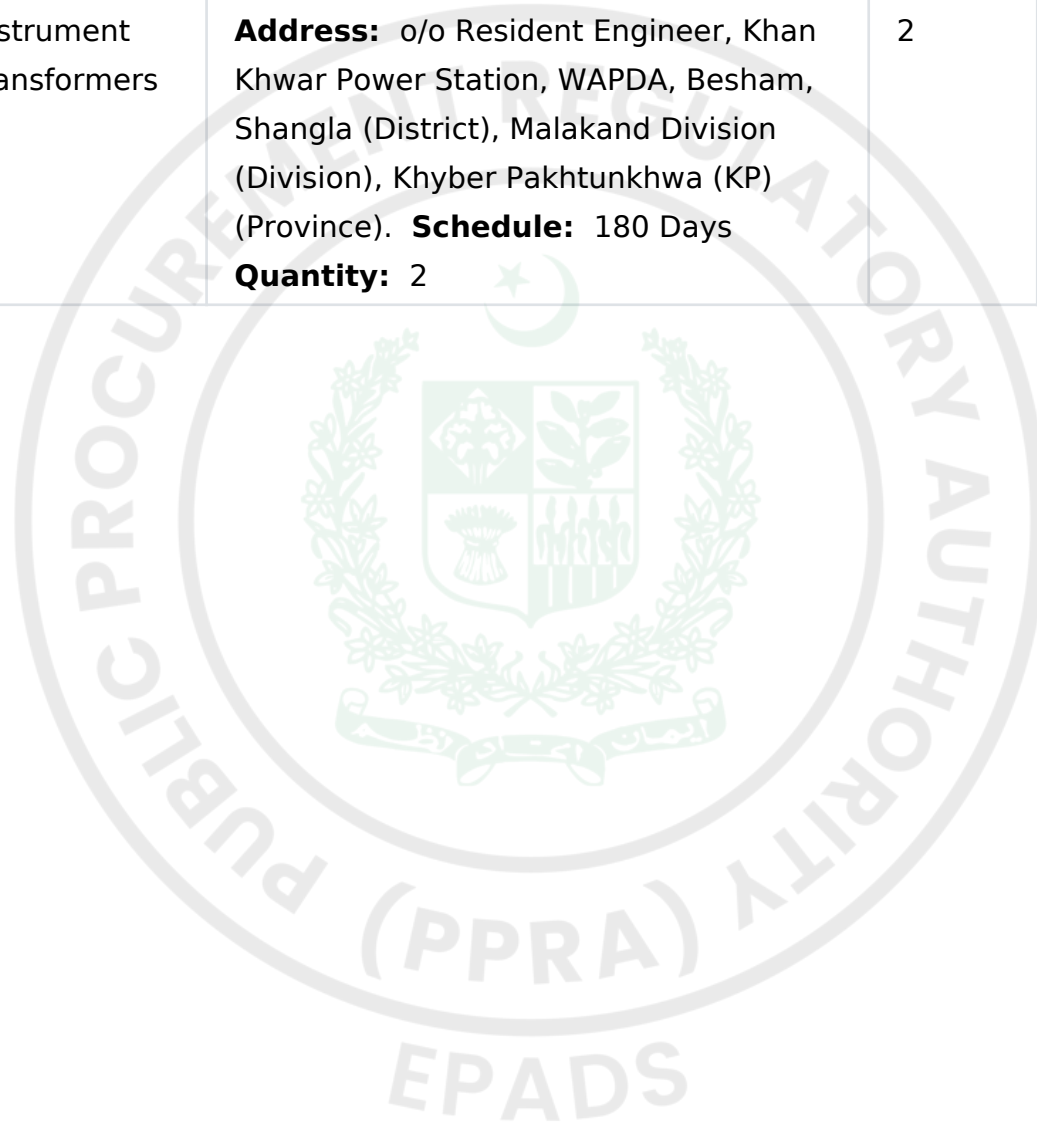 strument
ansformers
Address: o/o Resident Engineer, Khan
Khwar Power Station, WAPDA, Besham,
Shangla (District), Malakand Division
(Division), Khyber Pakhtunkhwa (KP)
(Province). Schedule: 180 Days
Quantity: 2
2
PUBLIC PROCUREMENT REGULATORY AUTHORITY
(PPRA)
EPADS